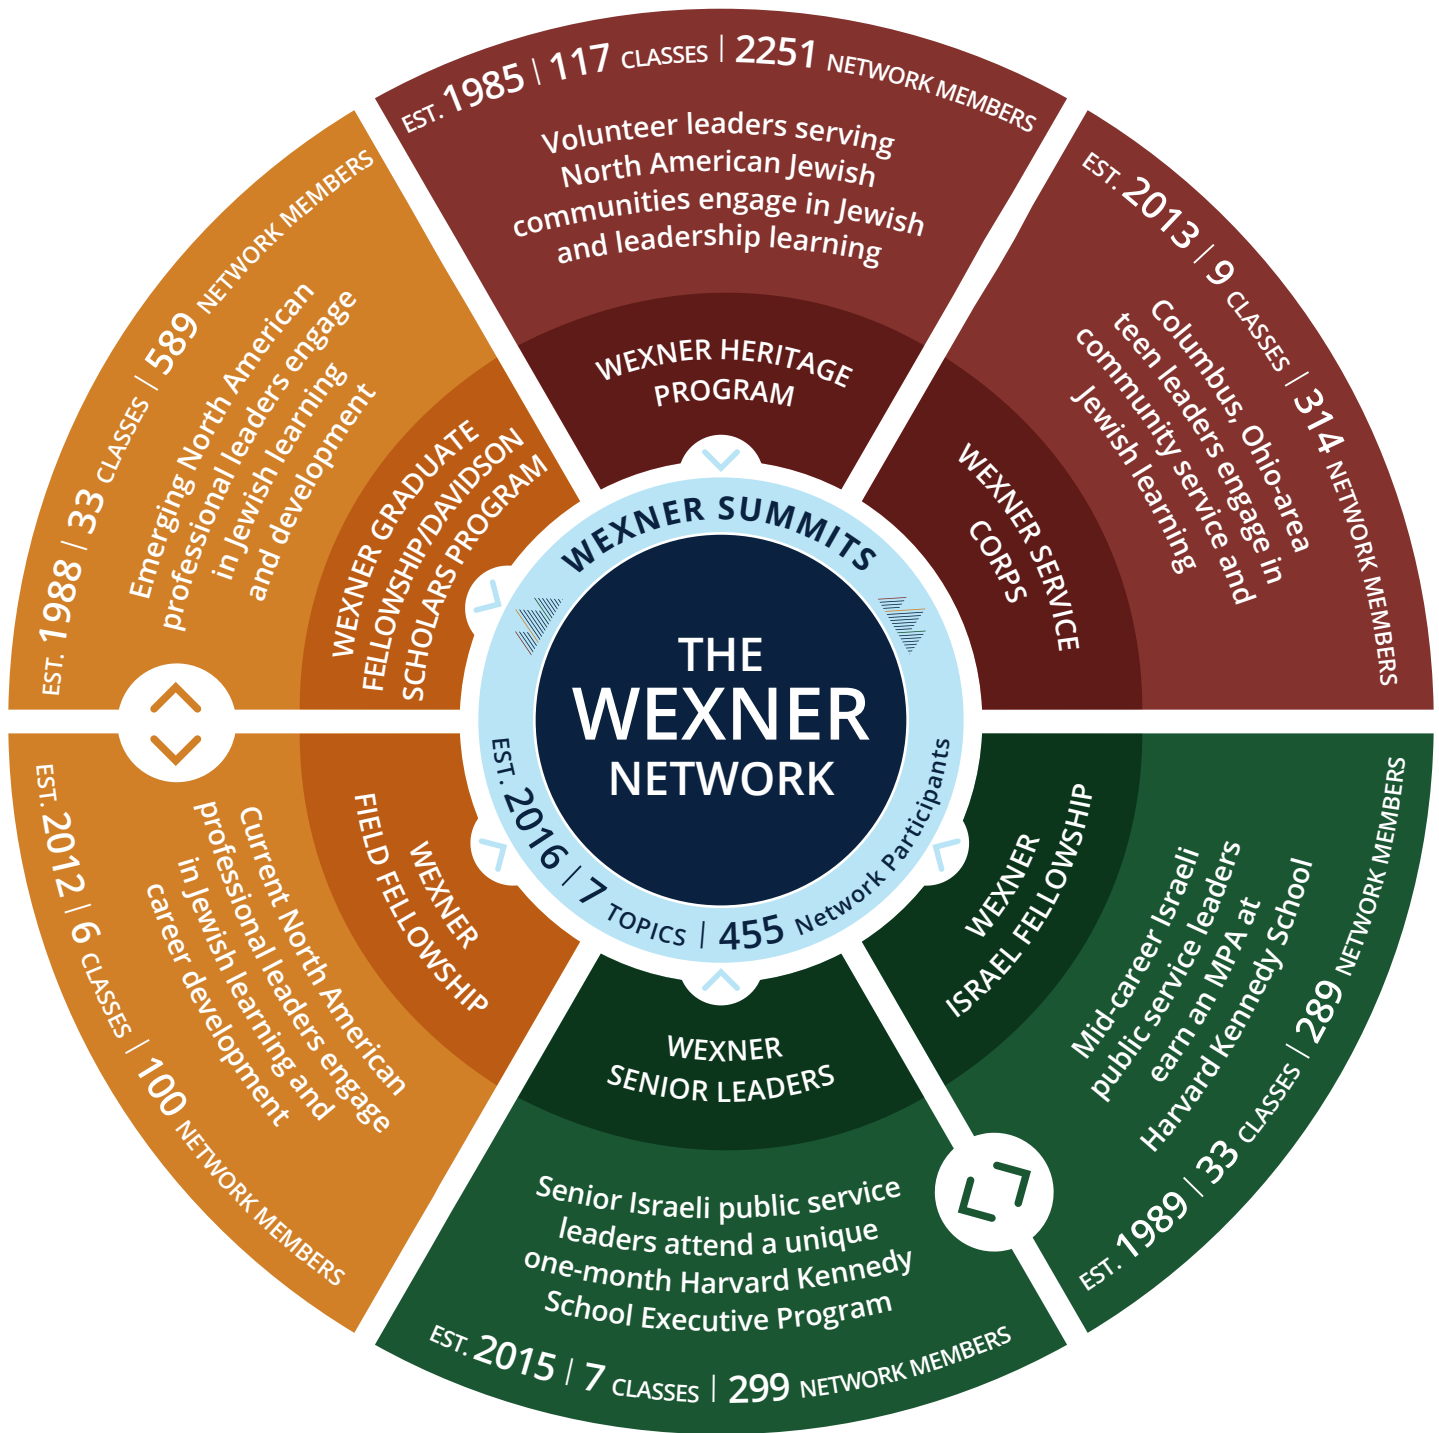 THE
WEXNER
NETWORK
WEXNER SUMMITS
EST. 2016 | 7 TOPICS | 455 Network Participants
EST. 1985 | 117 CLASSES | 2251 NETWORK MEMBERS
Volunteer leaders serving
North American Jewish
communities engage in Jewish
and leadership learning
WEXNER HERITAGE
PROGRAM
EST. 2013 | 9 CLASSES | 314 NETWORK MEMBERS
Columbus, Ohio-area
teen leaders engage in
community service and
Jewish learning
WEXNER SERVICE
CORPS
WEXNER
ISRAEL FELLOWSHIP
Mid-career Israeli
public service leaders
earn an MPA at
Harvard Kennedy School
EST. 1989 | 33 CLASSES | 289 NETWORK MEMBERS
WEXNER
SENIOR LEADERS
Senior Israeli public service
leaders attend a unique
one-month Harvard Kennedy
School Executive Program
EST. 2015 | 7 CLASSES | 299 NETWORK MEMBERS
WEXNER
FIELD FELLOWSHIP
Current North American
professional leaders engage
in Jewish learning and
career development
EST. 2012 | 6 CLASSES | 100 NETWORK MEMBERS
EST. 1988 | 33 CLASSES | 589 NETWORK MEMBERS
Emerging North American
professional leaders engage
in Jewish learning
and development
WEXNER GRADUATE
FELLOWSHIP/DAVIDSON
SCHOLARS PROGRAM